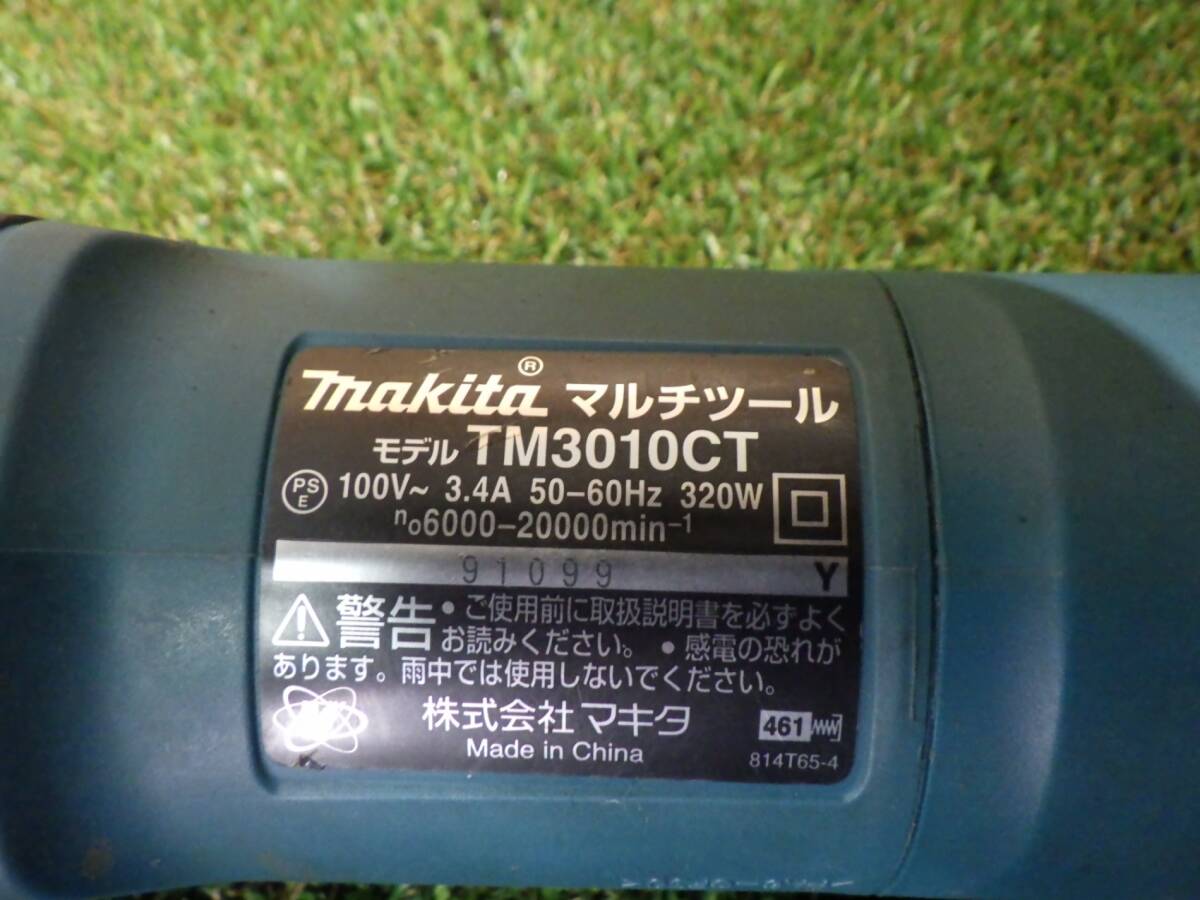 makita® マルチツール
モデル TM3010CT
PSE 100V~ 3.4A 50-60Hz 320W
n₀6000-20000min⁻¹
91099 Y
警告 • ご使用前に取扱説明書を必ずよく
お読みください。 • 感電の恐れが
あります。雨中では使用しないでください。
株式会社マキタ 461
Made in China 814T65-4